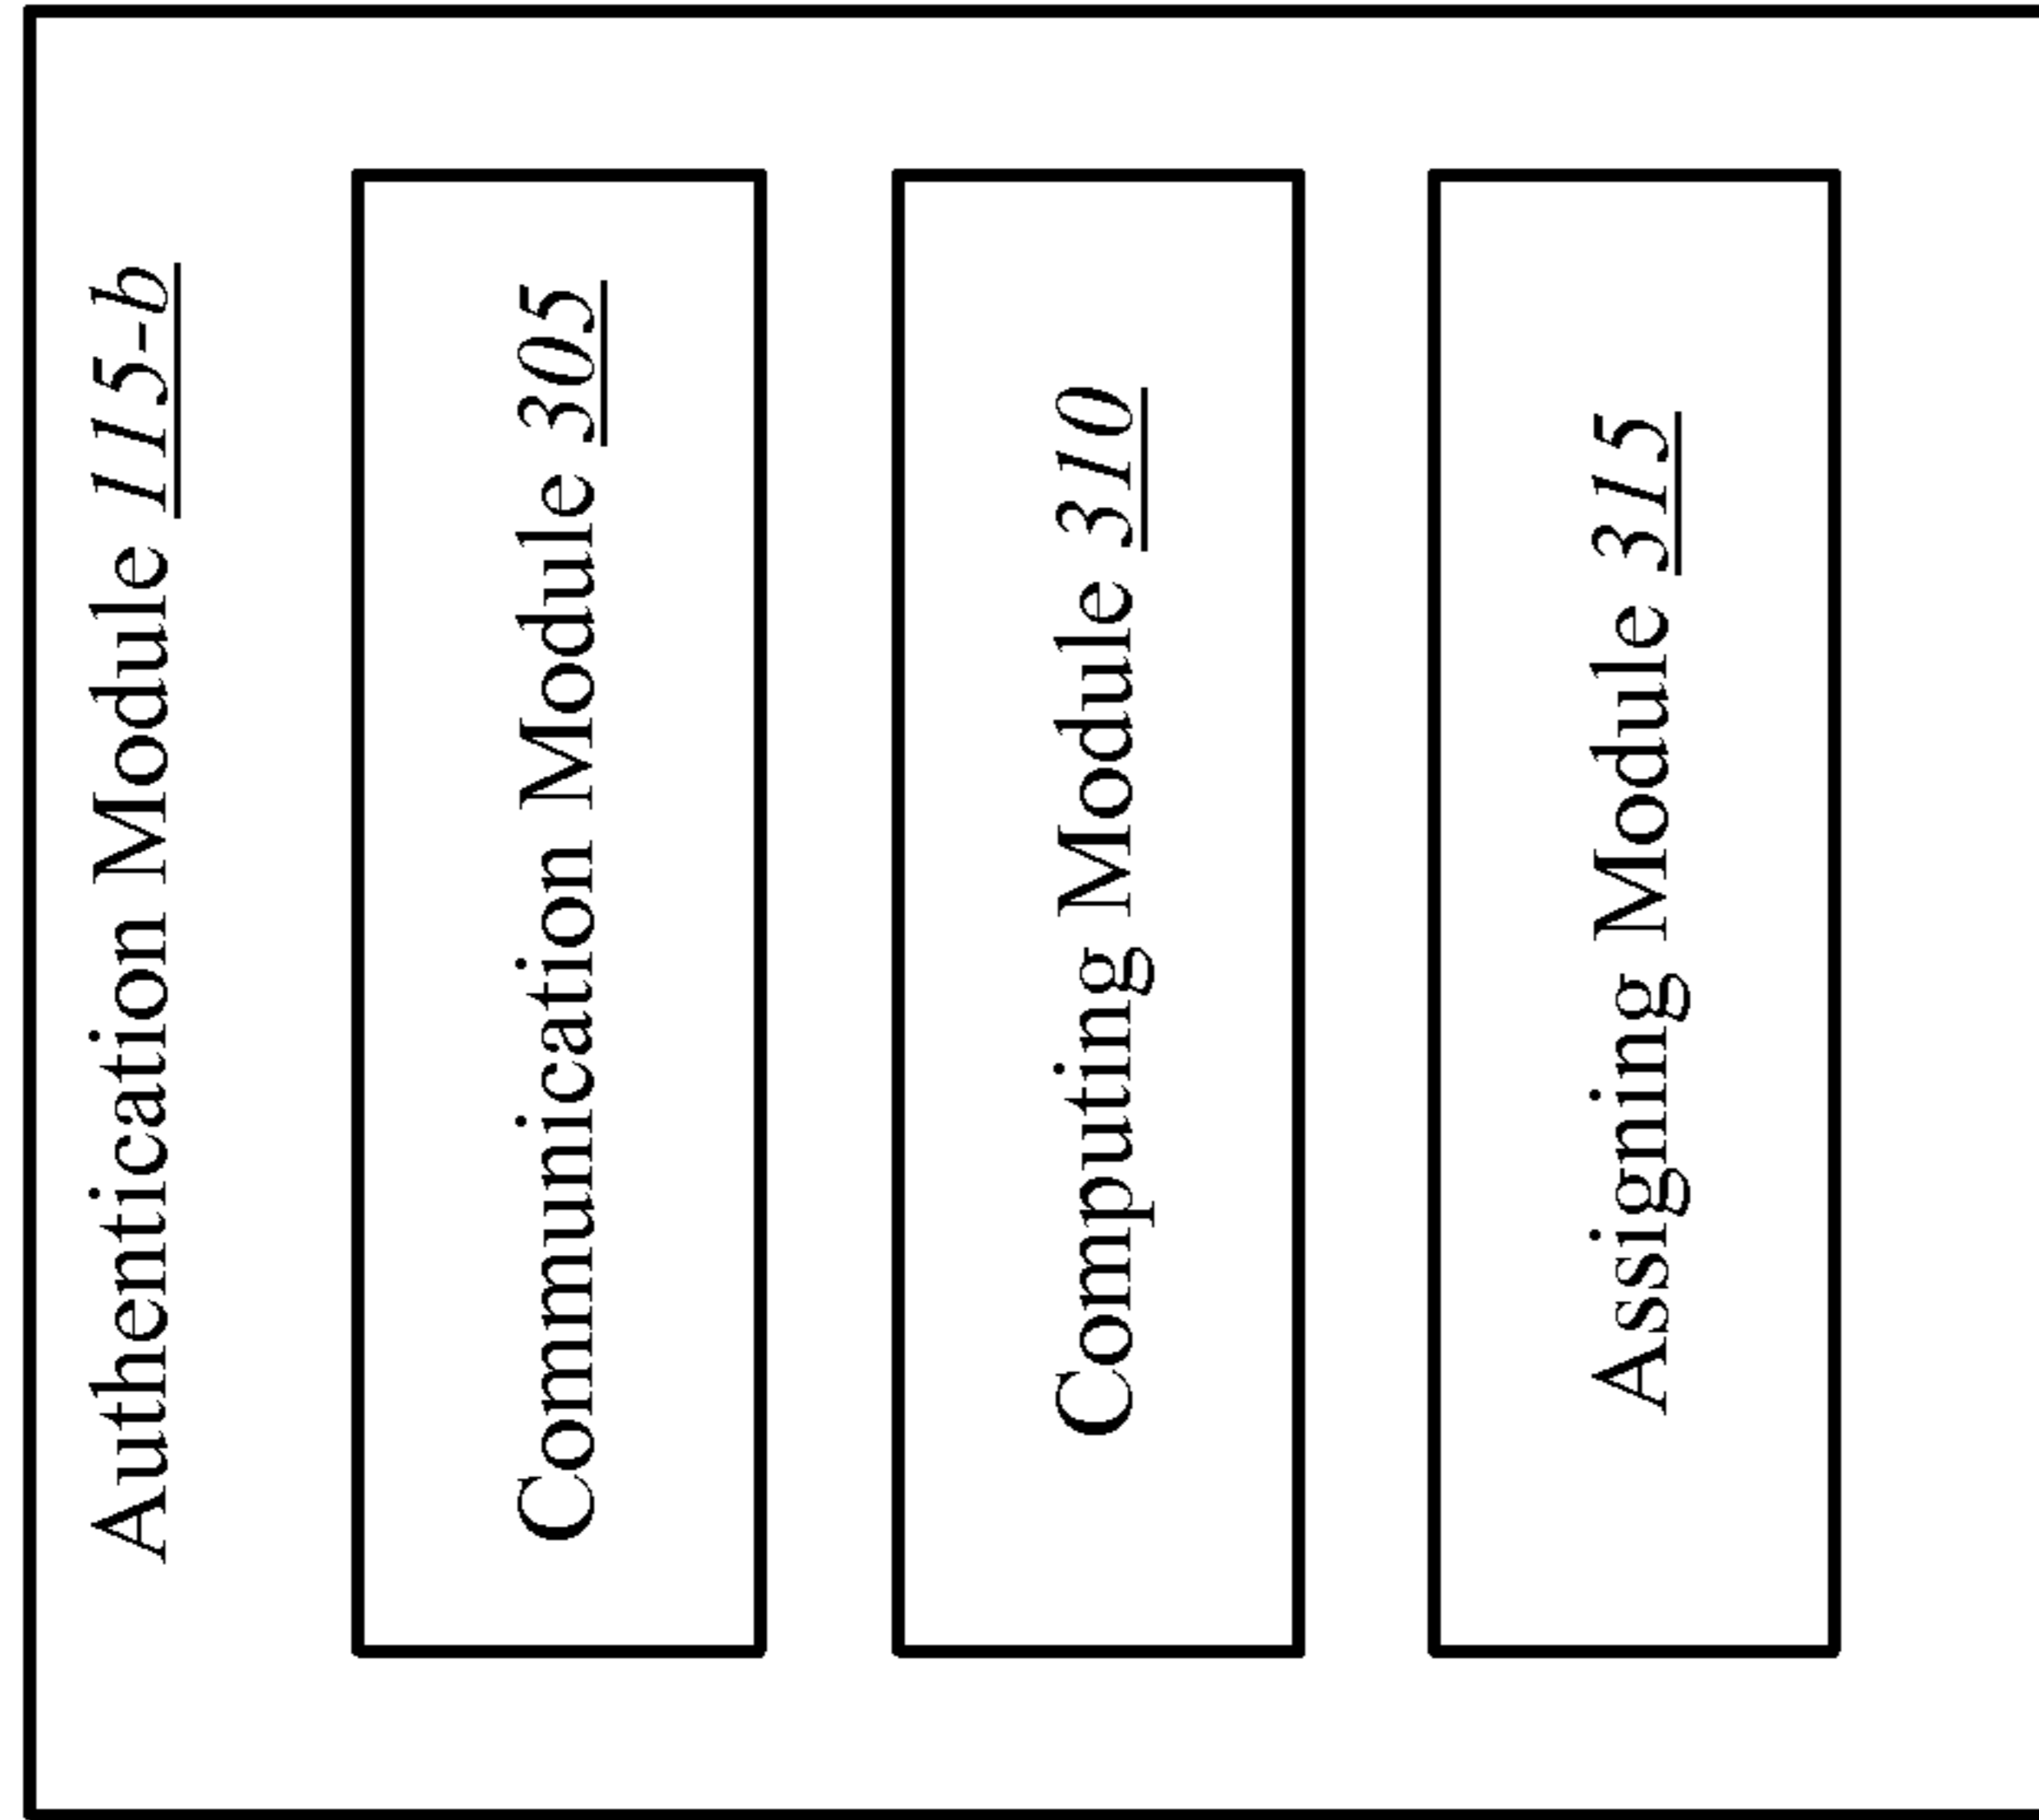 Authentication Module 115-b
Communication Module 305
Computing Module 310
Assigning Module 315